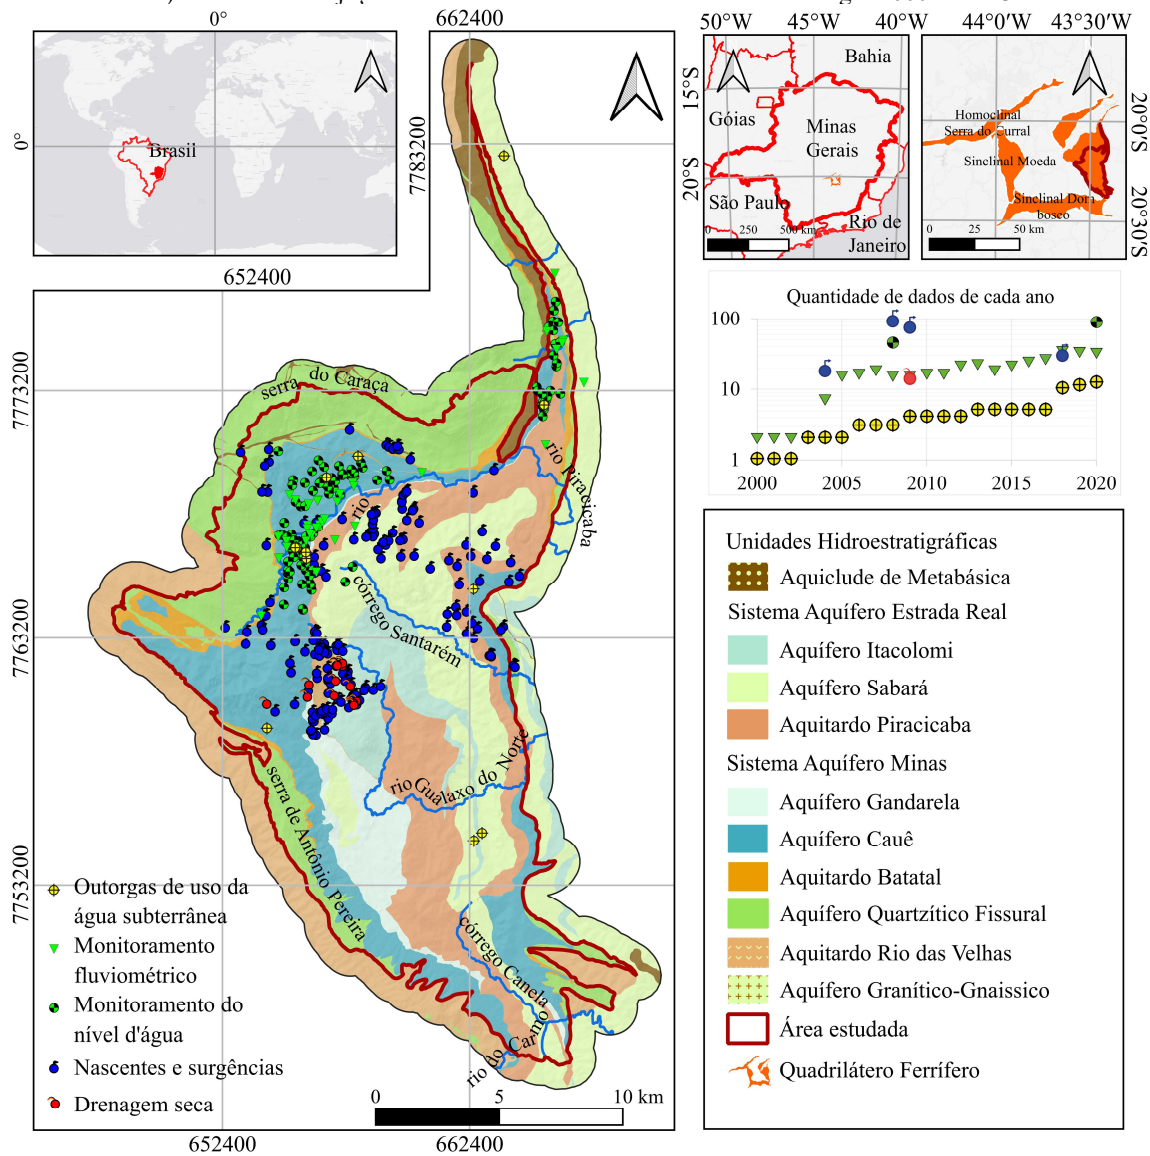 0°
0°
Brasil
662400
7783200
652400
7773200
7763200
7753200
652400
662400
serra do Caraça
rio Piracicaba
rio
córrego Santarém
rio Gualaxo do Norte
serra de Antônio Pereira
córrego Canela
rio do Carmo
Outorgas de uso da
água subterrânea
Monitoramento
fluviométrico
Monitoramento do
nível d'água
Nascentes e surgências
Drenagem seca
0 5 10 km
50°W 45°W 40°W
15°S
20°S
Bahia
Góias
Minas
Gerais
São Paulo
Rio de
Janeiro
0 250 500 km
44°0'W 43°30'W
20°0'S
20°30'S
Homoclinal
Serra do Curral
Sinclinal Moeda
Sinclinal Dom
bosco
0 25 50 km
Quantidade de dados de cada ano
100
10
1
2000 2005 2010 2015 2020
Unidades Hidroestratigráficas
Aquiclude de Metabásica
Sistema Aquífero Estrada Real
Aquífero Itacolomi
Aquífero Sabará
Aquitardo Piracicaba
Sistema Aquífero Minas
Aquífero Gandarela
Aquífero Cauê
Aquitardo Batatal
Aquífero Quartzítico Fissural
Aquitardo Rio das Velhas
Aquífero Granítico-Gnaissico
Área estudada
Quadrilátero Ferrífero